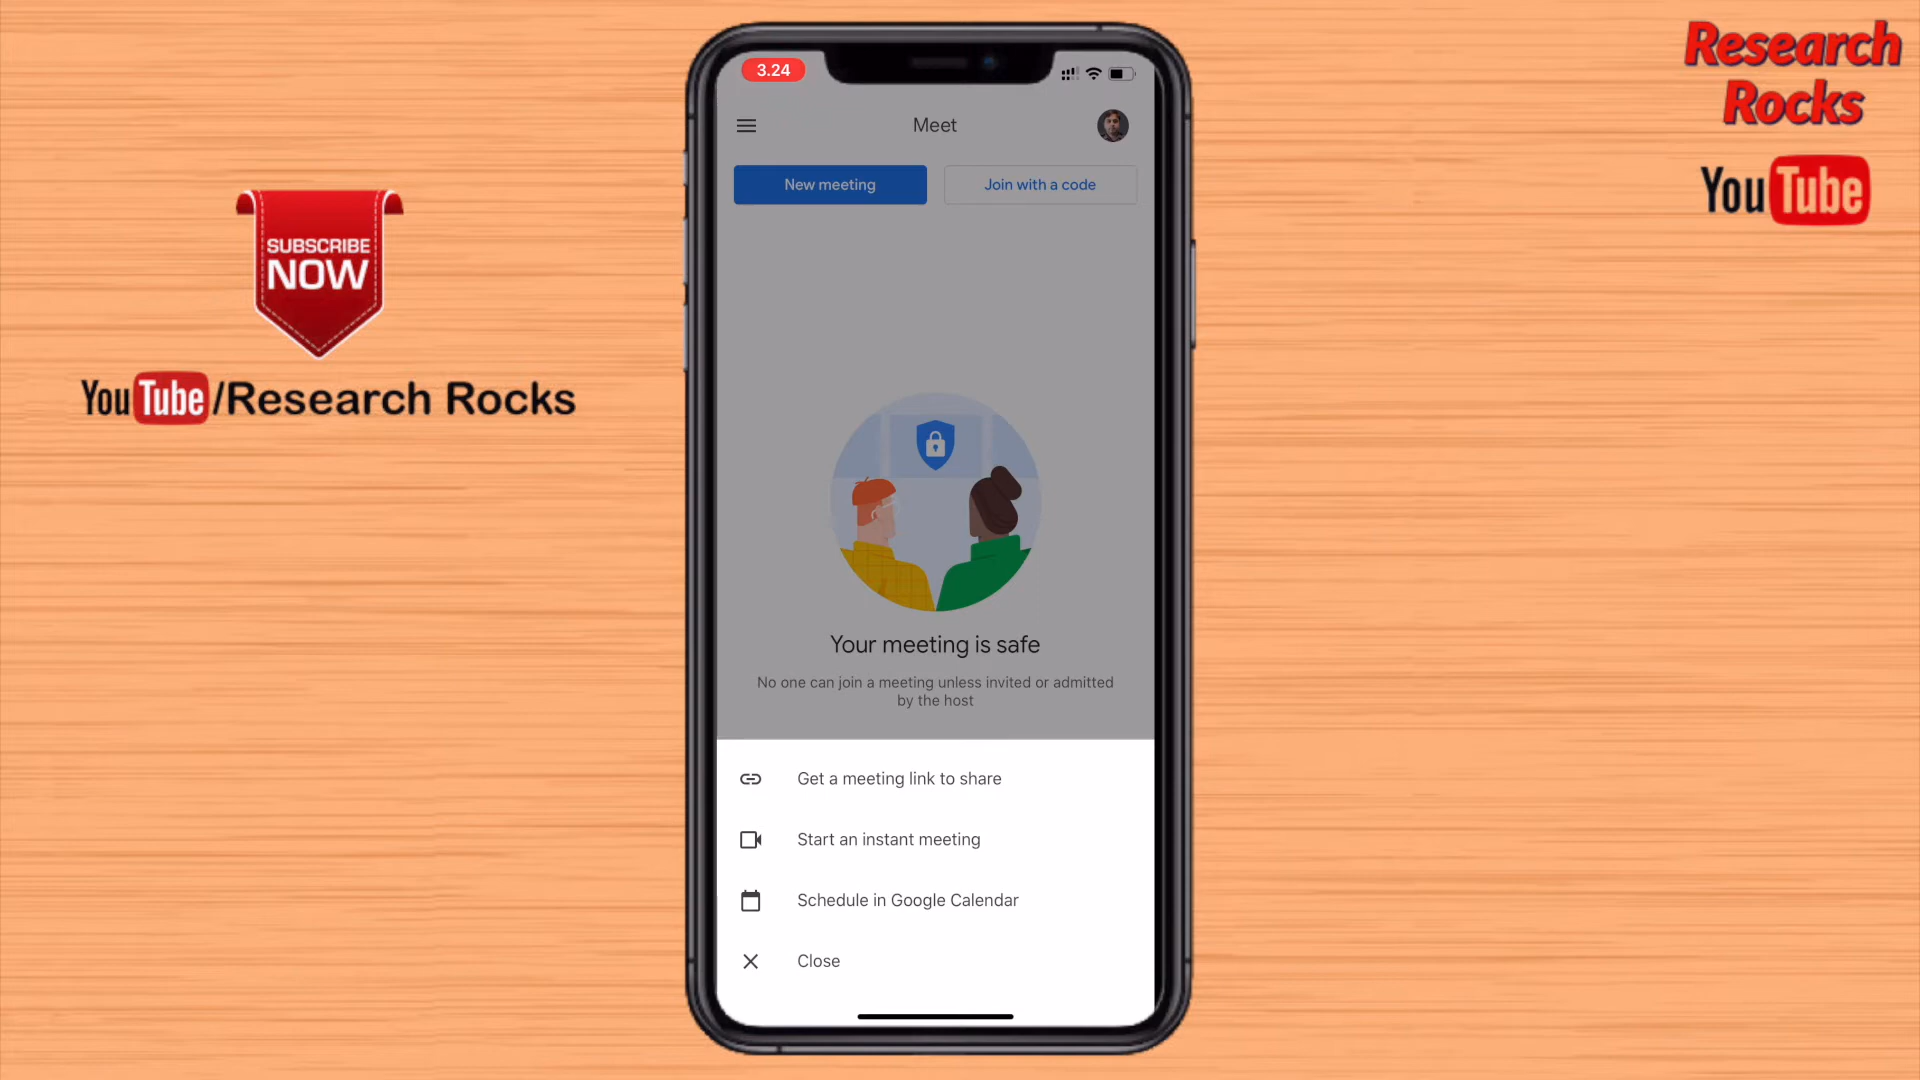 3.24
Meet
New meeting
Join with a code
Your meeting is safe
No one can join a meeting unless invited or admitted
by the host
Get a meeting link to share
Start an instant meeting
Schedule in Google Calendar
Close
SUBSCRIBE
NOW
YouTube/Research Rocks
Research
Rocks
YouTube